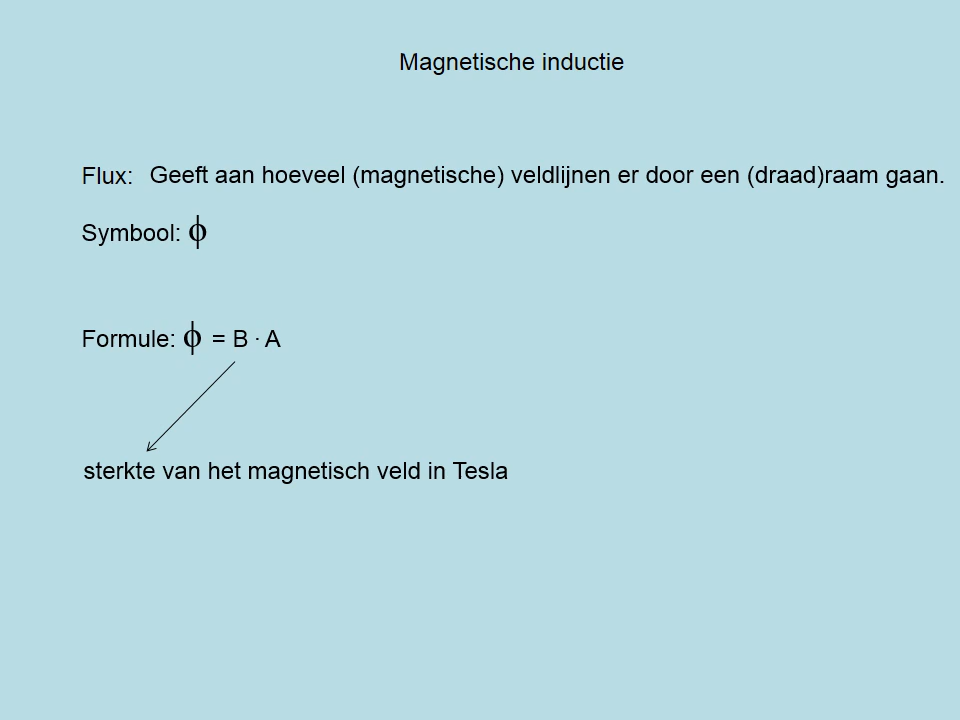 Magnetische inductie
Flux: Geeft aan hoeveel (magnetische) veldlijnen er door een (draad)raam gaan.
Symbool: ϕ
Formule: ϕ = B · A
sterkte van het magnetisch veld in Tesla